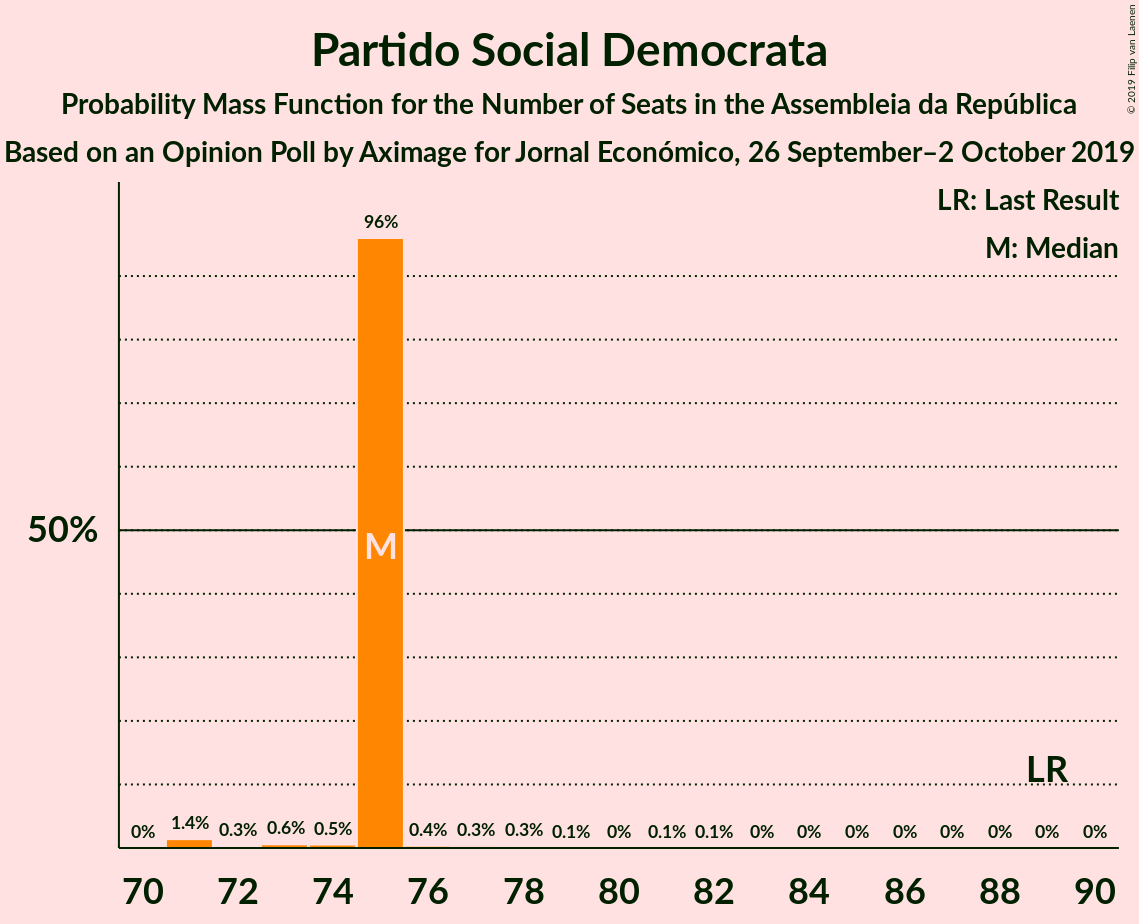 Partido Social Democrata
Probability Mass Function for the Number of Seats in the Assembleia da República
Based on an Opinion Poll by Aximage for Jornal Económico, 26 September–2 October 2019
© 2019 Filip van Laenen
LR: Last Result
M: Median
96%
50%
M
LR
0% 1.4% 0.3% 0.6% 0.5% 0.4% 0.3% 0.3% 0.1% 0% 0.1% 0.1% 0% 0% 0% 0% 0% 0% 0% 0%
70 72 74 76 78 80 82 84 86 88 90